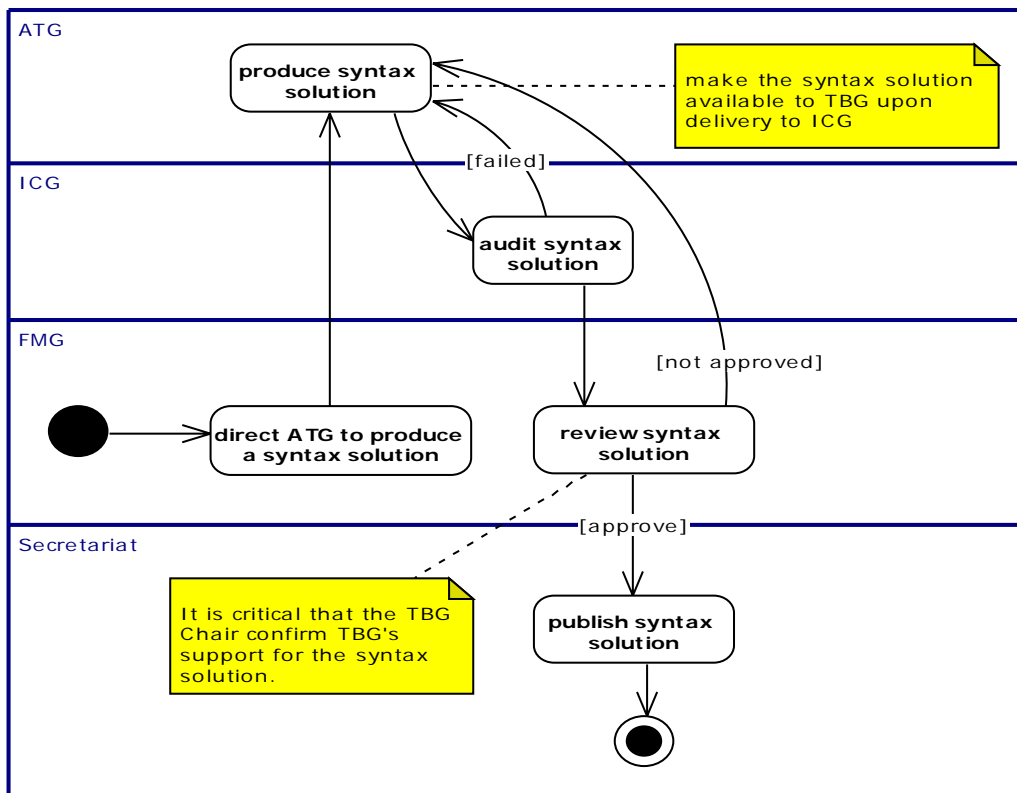 ATG
produce syntax
solution
make the syntax solution
available to TBG upon
delivery to ICG
[failed]
ICG
audit syntax
solution
FMG
[not approved]
direct ATG to produce
a syntax solution
review syntax
solution
[approve]
Secretariat
It is critical that the TBG
Chair confirm TBG's
support for the syntax
solution.
publish syntax
solution